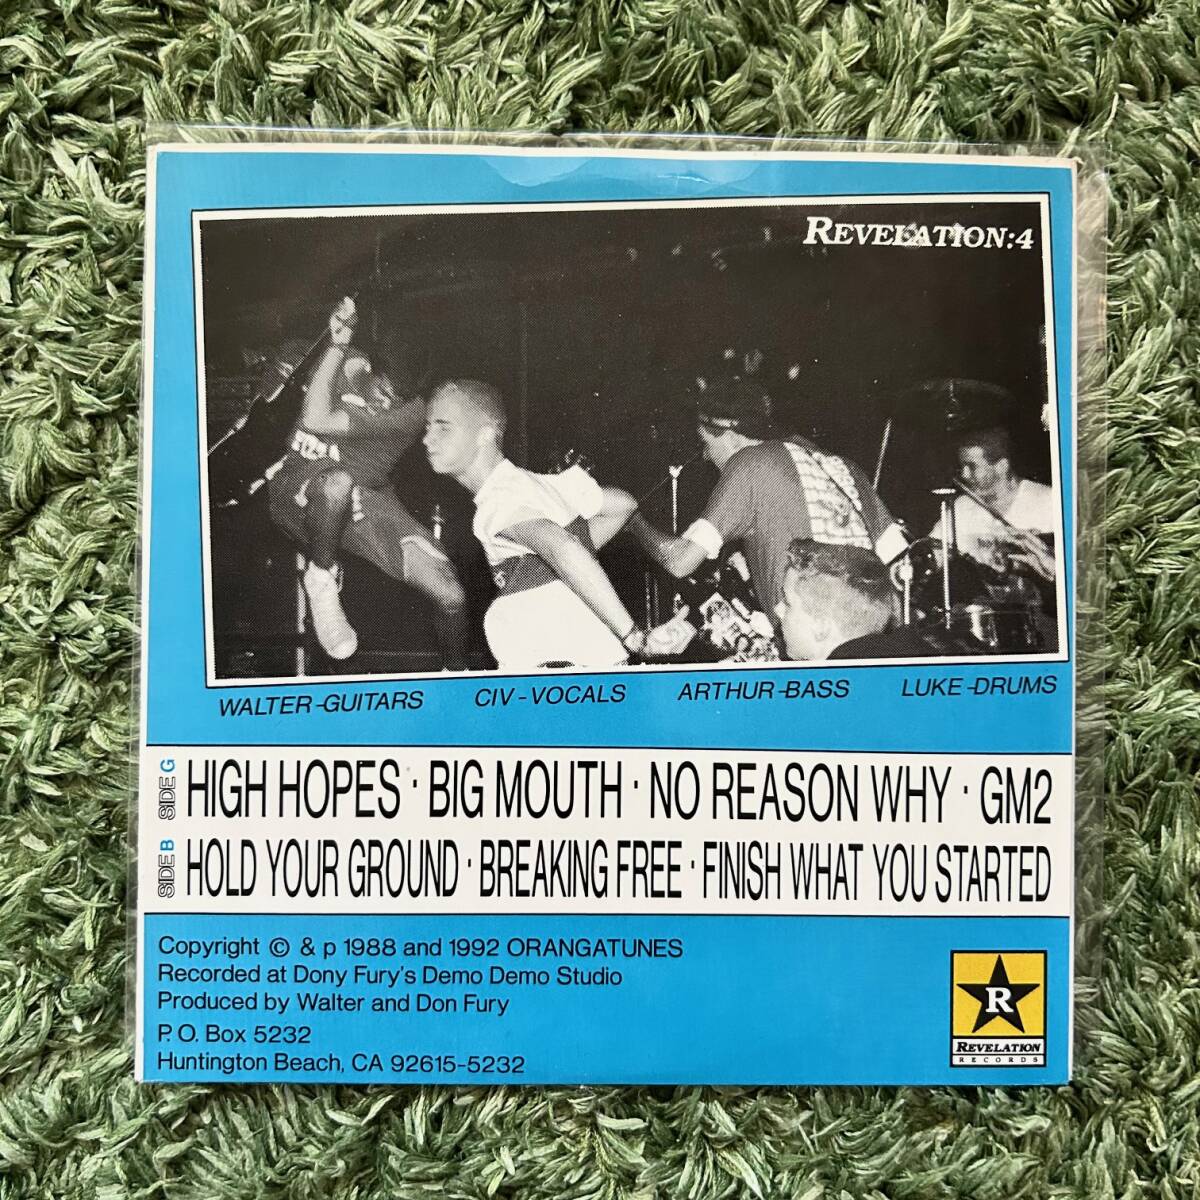 REVELATION:4
WALTER-GUITARS CIV-VOCALS ARTHUR-BASS LUKE-DRUMS
SIDE G HIGH HOPES · BIG MOUTH · NO REASON WHY · GM2
SIDE B HOLD YOUR GROUND · BREAKING FREE · FINISH WHAT YOU STARTED
Copyright © & p 1988 and 1992 ORANGATUNES
Recorded at Dony Fury's Demo Demo Studio
Produced by Walter and Don Fury
P.O. Box 5232
Huntington Beach, CA 92615-5232
R
REVELATION
RECORDS